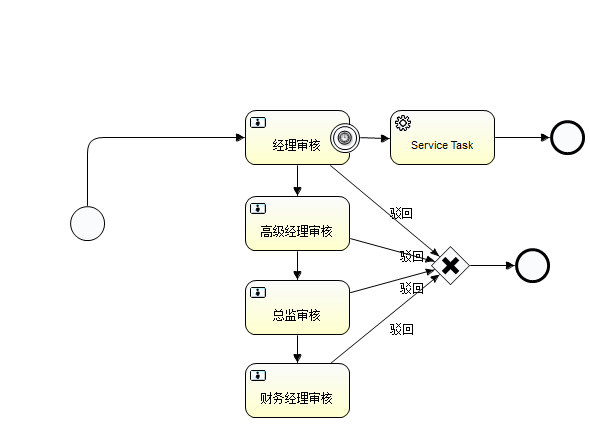 经理审核
Service Task
驳回
高级经理审核
驳回
驳回
总监审核
驳回
财务经理审核